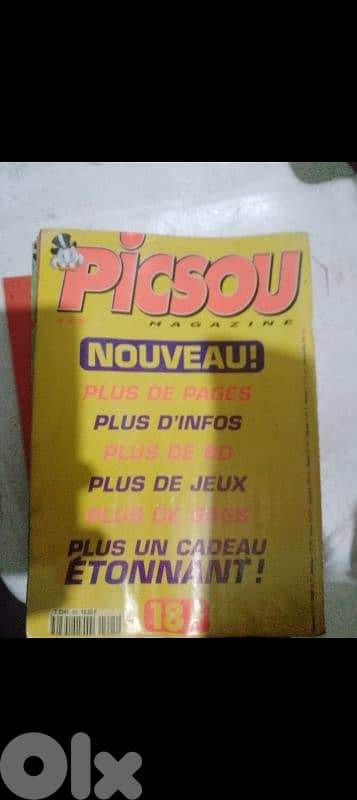 PICSOU
MAGAZINE
NOUVEAU!
PLUS DE PAGES
PLUS D'INFOS
PLUS DE BD
PLUS DE JEUX
PLUS DE GAGS
PLUS UN CADEAU
ÉTONNANT!
18
OLX